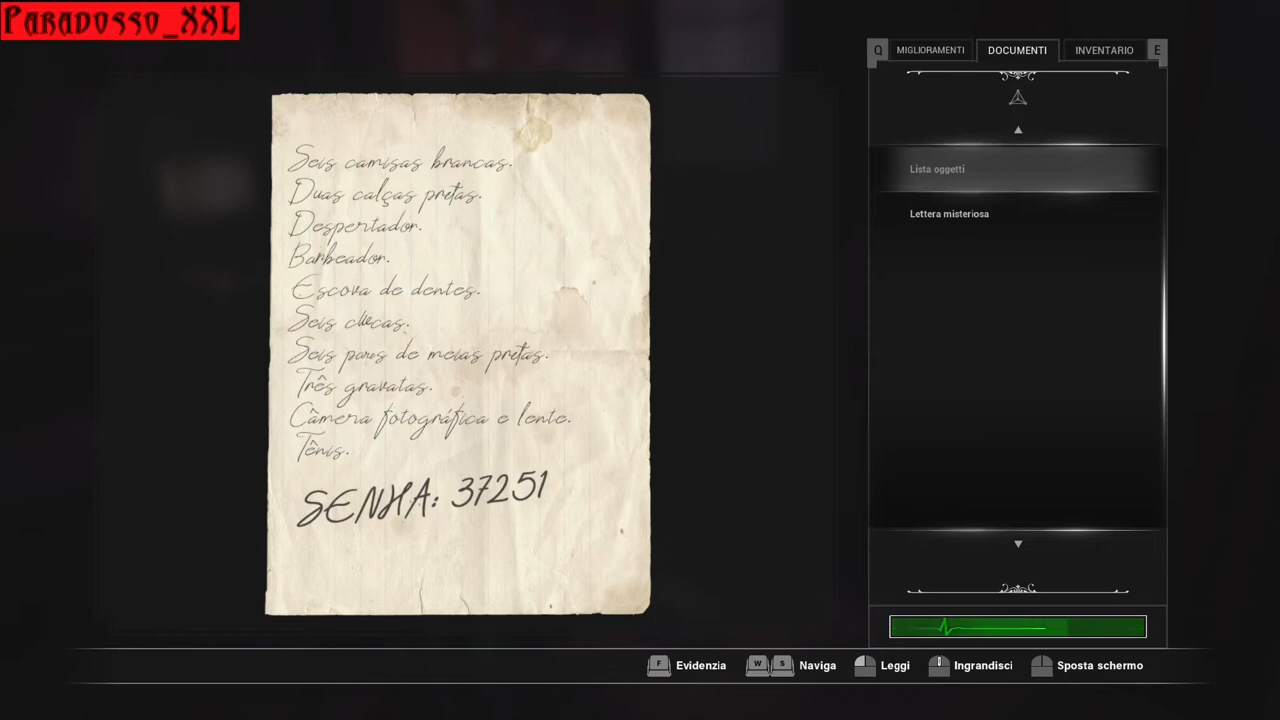 Paradosso_XXL
Q MIGLIORAMENTI DOCUMENTI INVENTARIO E
Lista oggetti
Lettera misteriosa
Seis camisas brancas.
Duas calças pretas.
Despertador.
Barbeador.
Escova de dentes.
Seis cuecas.
Seis pares de meias pretas.
Três gravatas.
Câmera fotográfica e lente.
Tênis.
SENHA: 37251
F Evidenzia W S Naviga Leggi Ingrandisci Sposta schermo